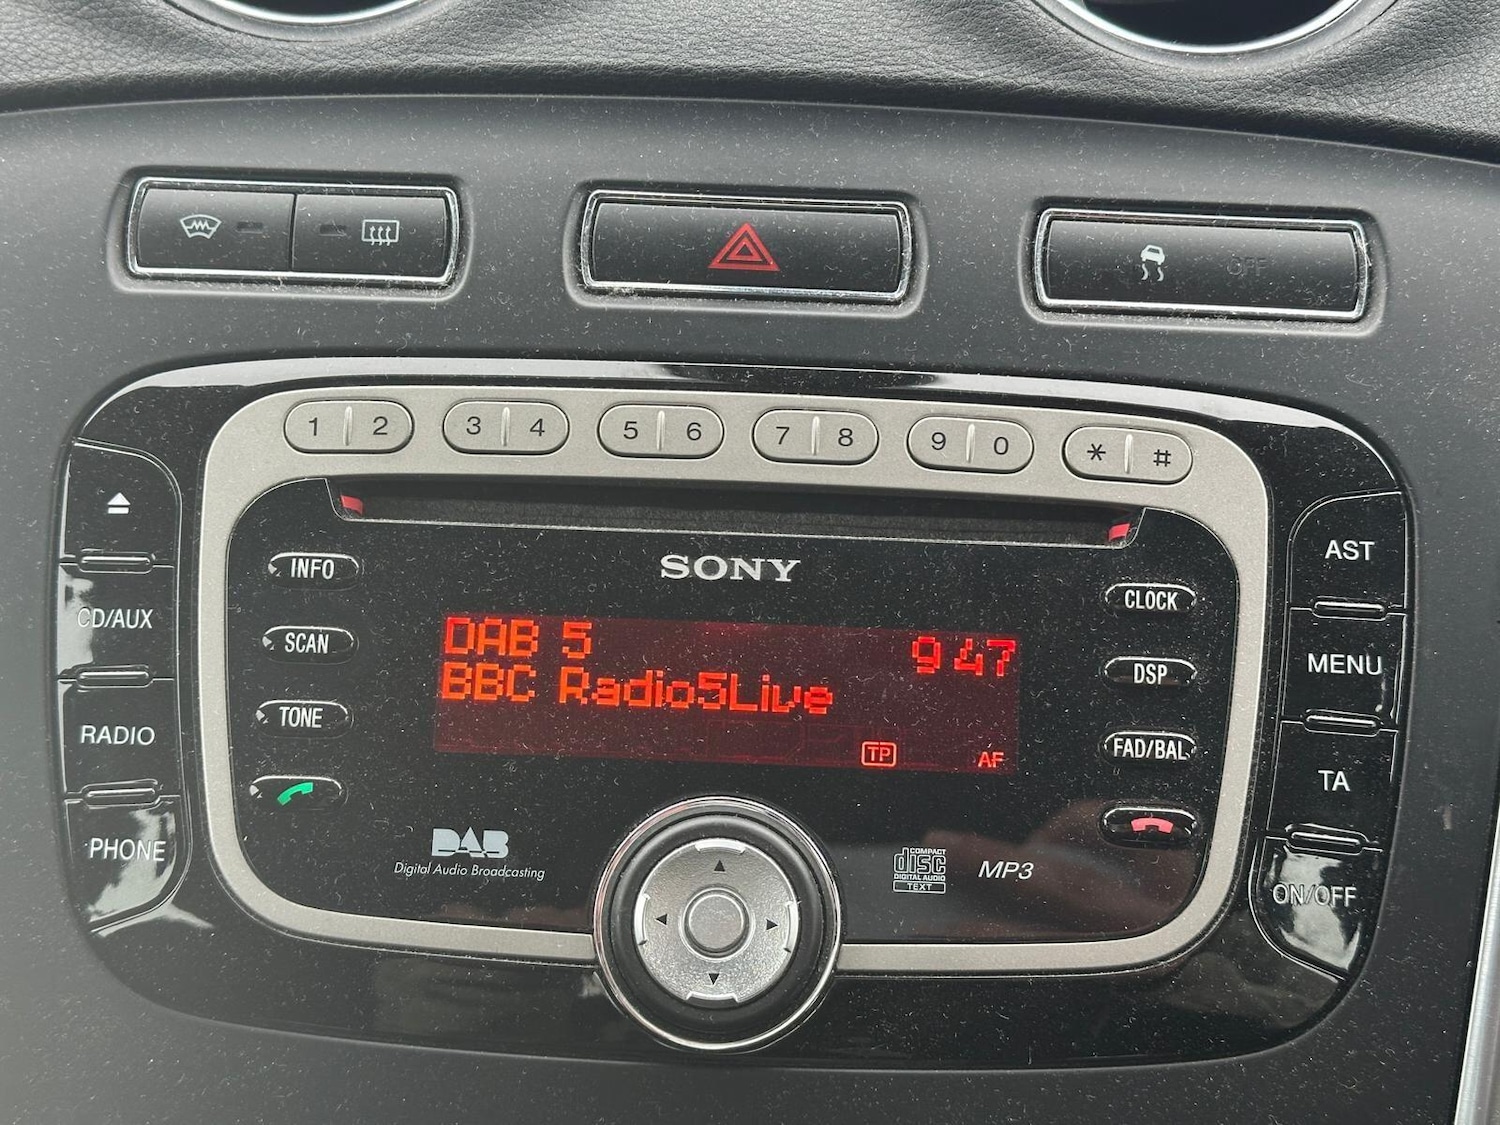 OFF
1 2 3 4 5 6 7 8 9 0 * #
INFO
SCAN
TONE
CD/AUX
RADIO
PHONE
SONY
DAB 5 9 47
BBC Radio5Live
TP AF
CLOCK
DSP
FAD/BAL
AST
MENU
TA
ON/OFF
DAB
Digital Audio Broadcasting
COMPACT
disc
DIGITAL AUDIO
TEXT
MP3